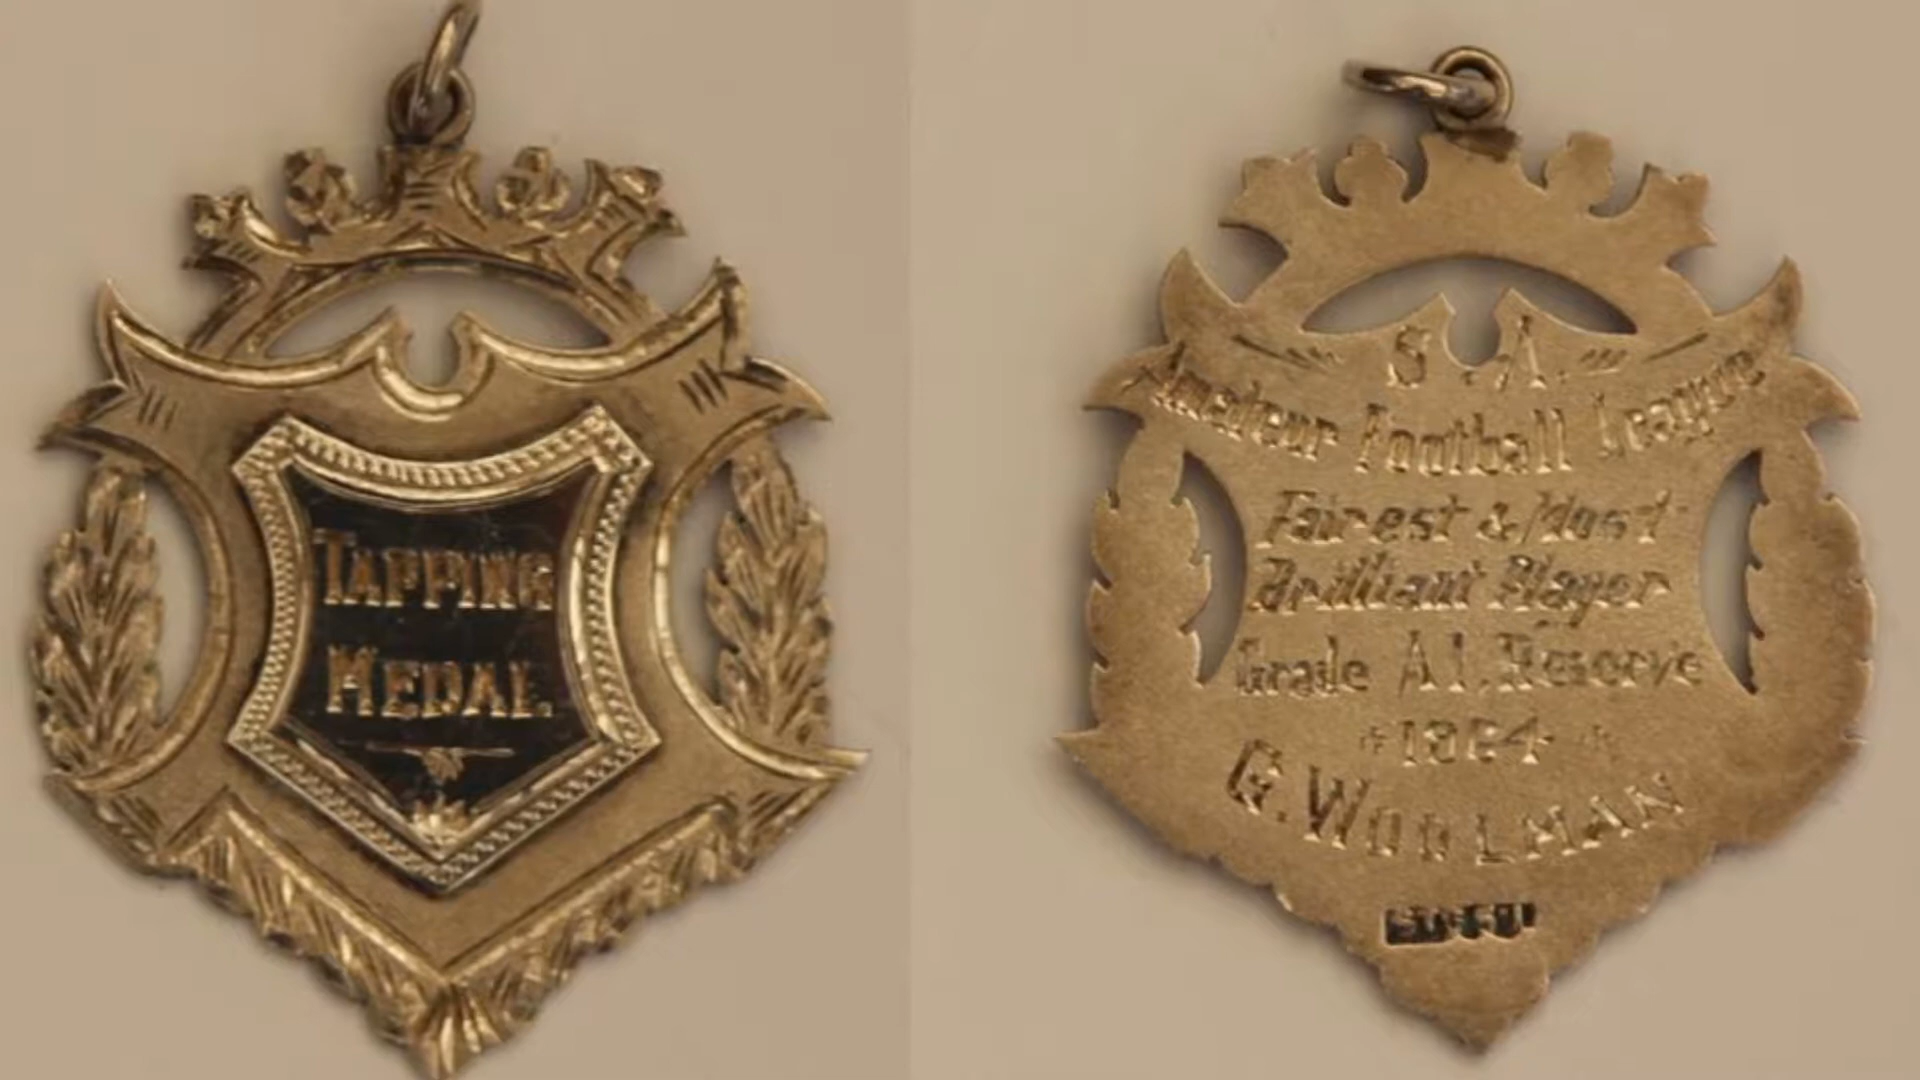 TAPPING
MEDAL
S.A.
Amateur Football League
Fairest & Most
Brilliant Player
Grade A1. Reserve
G. WOOLMAN